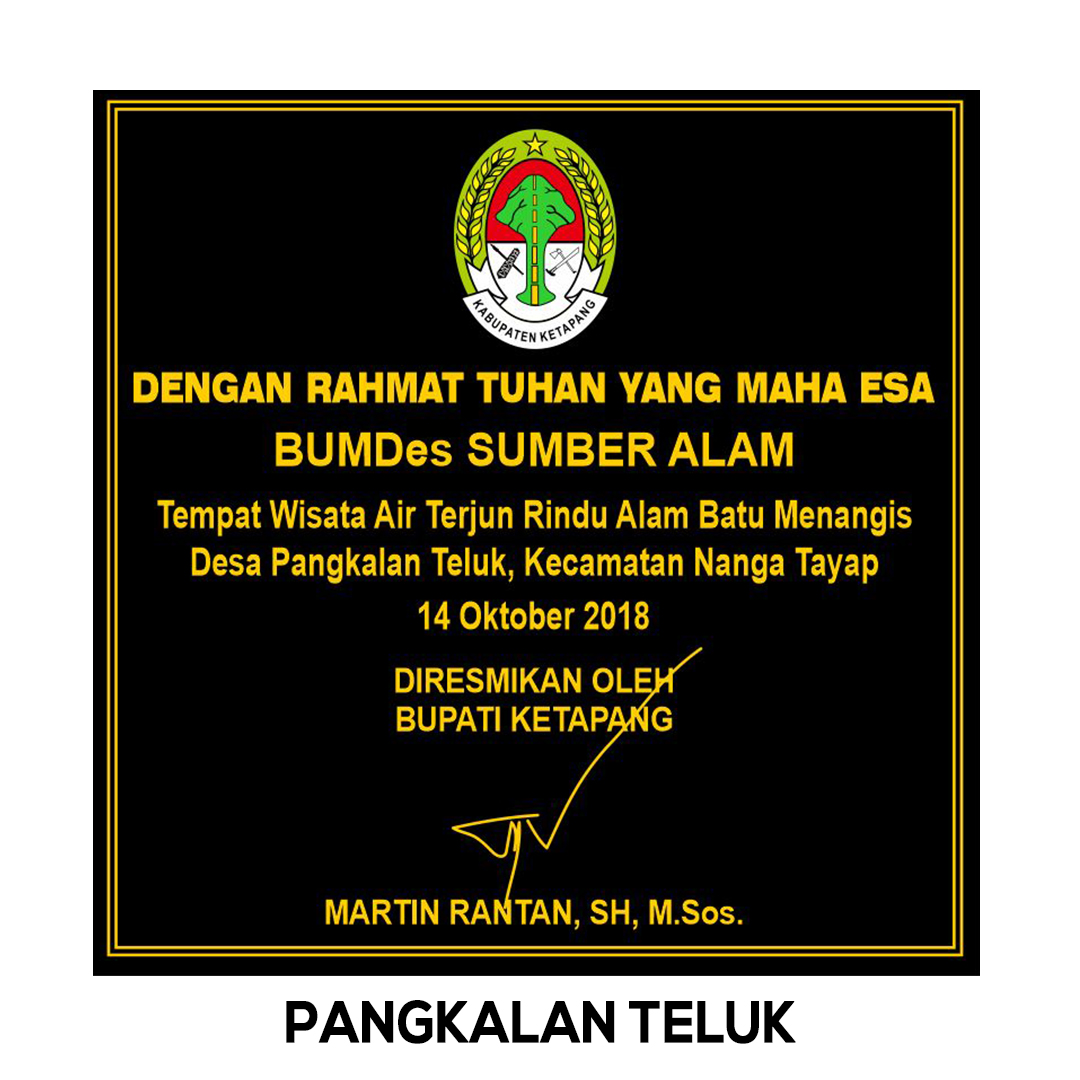 KABUPATEN KETAPANG
DENGAN RAHMAT TUHAN YANG MAHA ESA
BUMDes SUMBER ALAM
Tempat Wisata Air Terjun Rindu Alam Batu Menangis
Desa Pangkalan Teluk, Kecamatan Nanga Tayap
14 Oktober 2018
DIRESMIKAN OLEH
BUPATI KETAPANG
MARTIN RANTAN, SH, M.Sos.
PANGKALAN TELUK